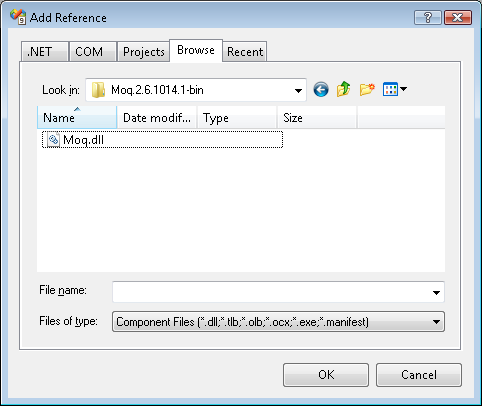 Add Reference
.NET COM Projects Browse Recent
Look in: Moq.2.6.1014.1-bin
Name Date modif... Type Size
Moq.dll
File name:
Files of type: Component Files (*.dll;*.tlb;*.olb;*.ocx;*.exe;*.manifest)
OK Cancel